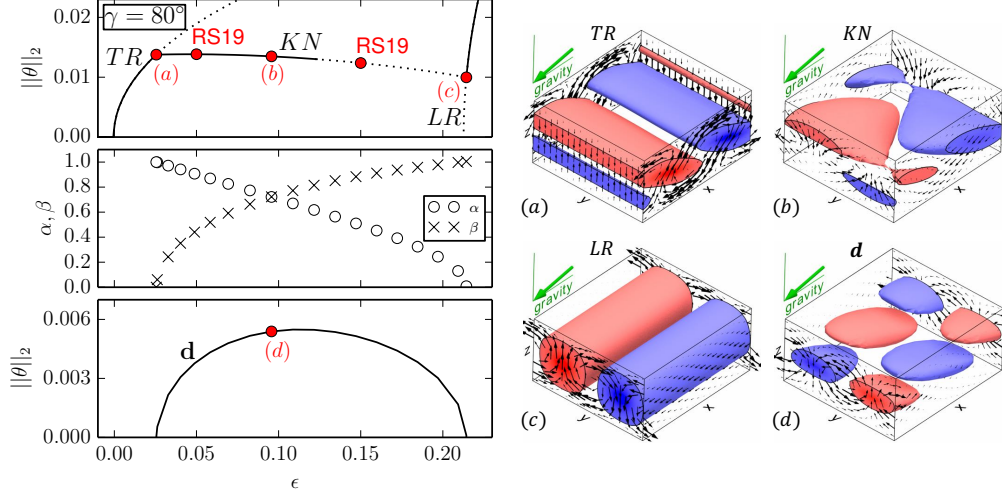 γ = 80°
||θ||₂
0.02
0.01
0.00
TR
(a)
RS19
(b)
KN
RS19
(c)
LR
α, β
1.0
0.8
0.6
0.4
0.2
0.0
α
β
||θ||₂
0.006
0.003
0.000
d
(d)
0.00 0.05 0.10 0.15 0.20
ϵ
TR
gravity
y
x
(a)
KN
gravity
y
x
(b)
LR
gravity
y
x
(c)
d
gravity
y
x
(d)